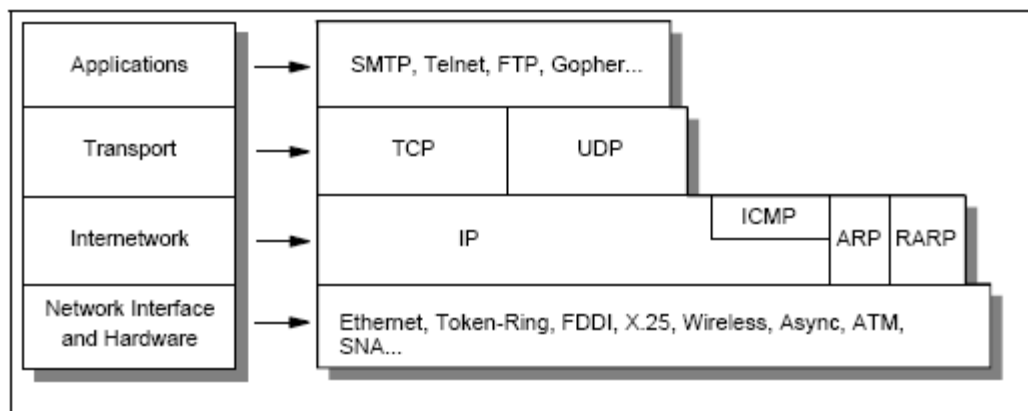 Applications
SMTP, Telnet, FTP, Gopher...
Transport
TCP
UDP
Internetwork
IP
ICMP
ARP
RARP
Network Interface
and Hardware
Ethernet, Token-Ring, FDDI, X.25, Wireless, Async, ATM,
SNA...